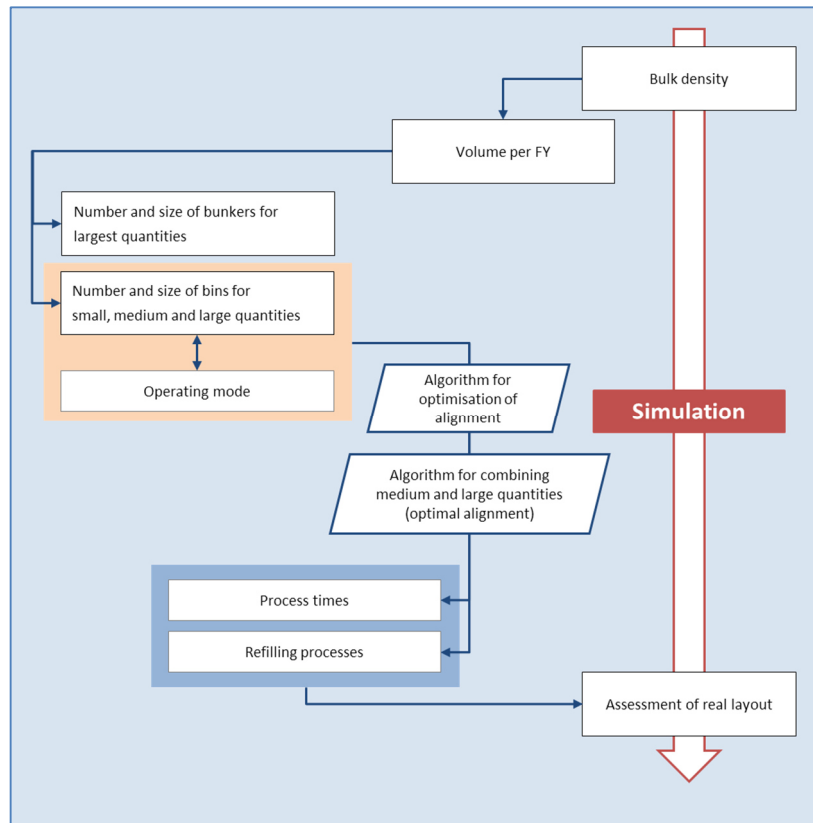 Bulk density
Volume per FY
Number and size of bunkers for
largest quantities
Number and size of bins for
small, medium and large quantities
Operating mode
Algorithm for
optimisation of
alignment
Simulation
Algorithm for combining
medium and large quantities
(optimal alignment)
Process times
Refilling processes
Assessment of real layout